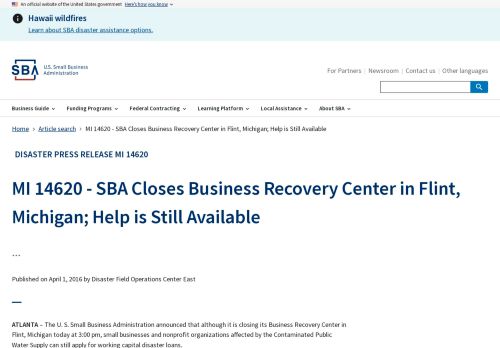 An official website of the United States government Here's how you know
Hawaii wildfires
Learn about SBA disaster assistance options.
SBA U.S. Small Business Administration
For Partners Newsroom Contact us Other languages
Business Guide Funding Programs Federal Contracting Learning Platform Local Assistance About SBA
Home Article search MI 14620 - SBA Closes Business Recovery Center in Flint, Michigan; Help is Still Available
DISASTER PRESS RELEASE MI 14620
MI 14620 - SBA Closes Business Recovery Center in Flint,
Michigan; Help is Still Available
...
Published on April 1, 2016 by Disaster Field Operations Center East
ATLANTA – The U. S. Small Business Administration announced that although it is closing its Business Recovery Center in
Flint, Michigan today at 3:00 pm, small businesses and nonprofit organizations affected by the Contaminated Public
Water Supply can still apply for working capital disaster loans.